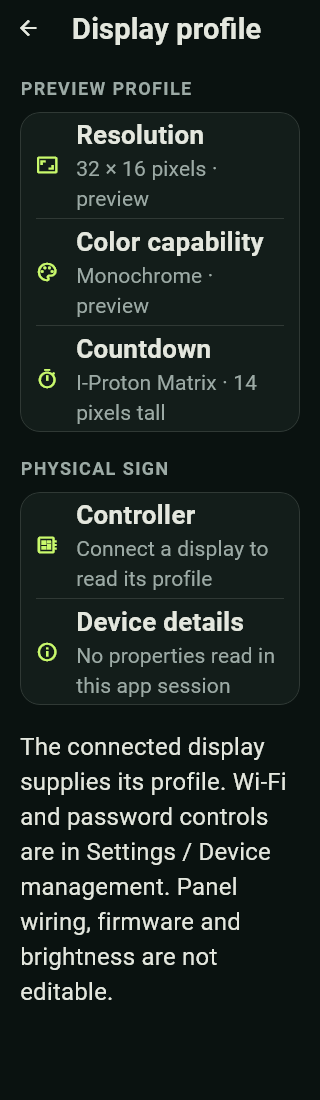 Display profile
PREVIEW PROFILE
Resolution
32 × 16 pixels ·
preview
Color capability
Monochrome ·
preview
Countdown
I-Proton Matrix · 14
pixels tall
PHYSICAL SIGN
Controller
Connect a display to
read its profile
Device details
No properties read in
this app session
The connected display
supplies its profile. Wi-Fi
and password controls
are in Settings / Device
management. Panel
wiring, firmware and
brightness are not
editable.